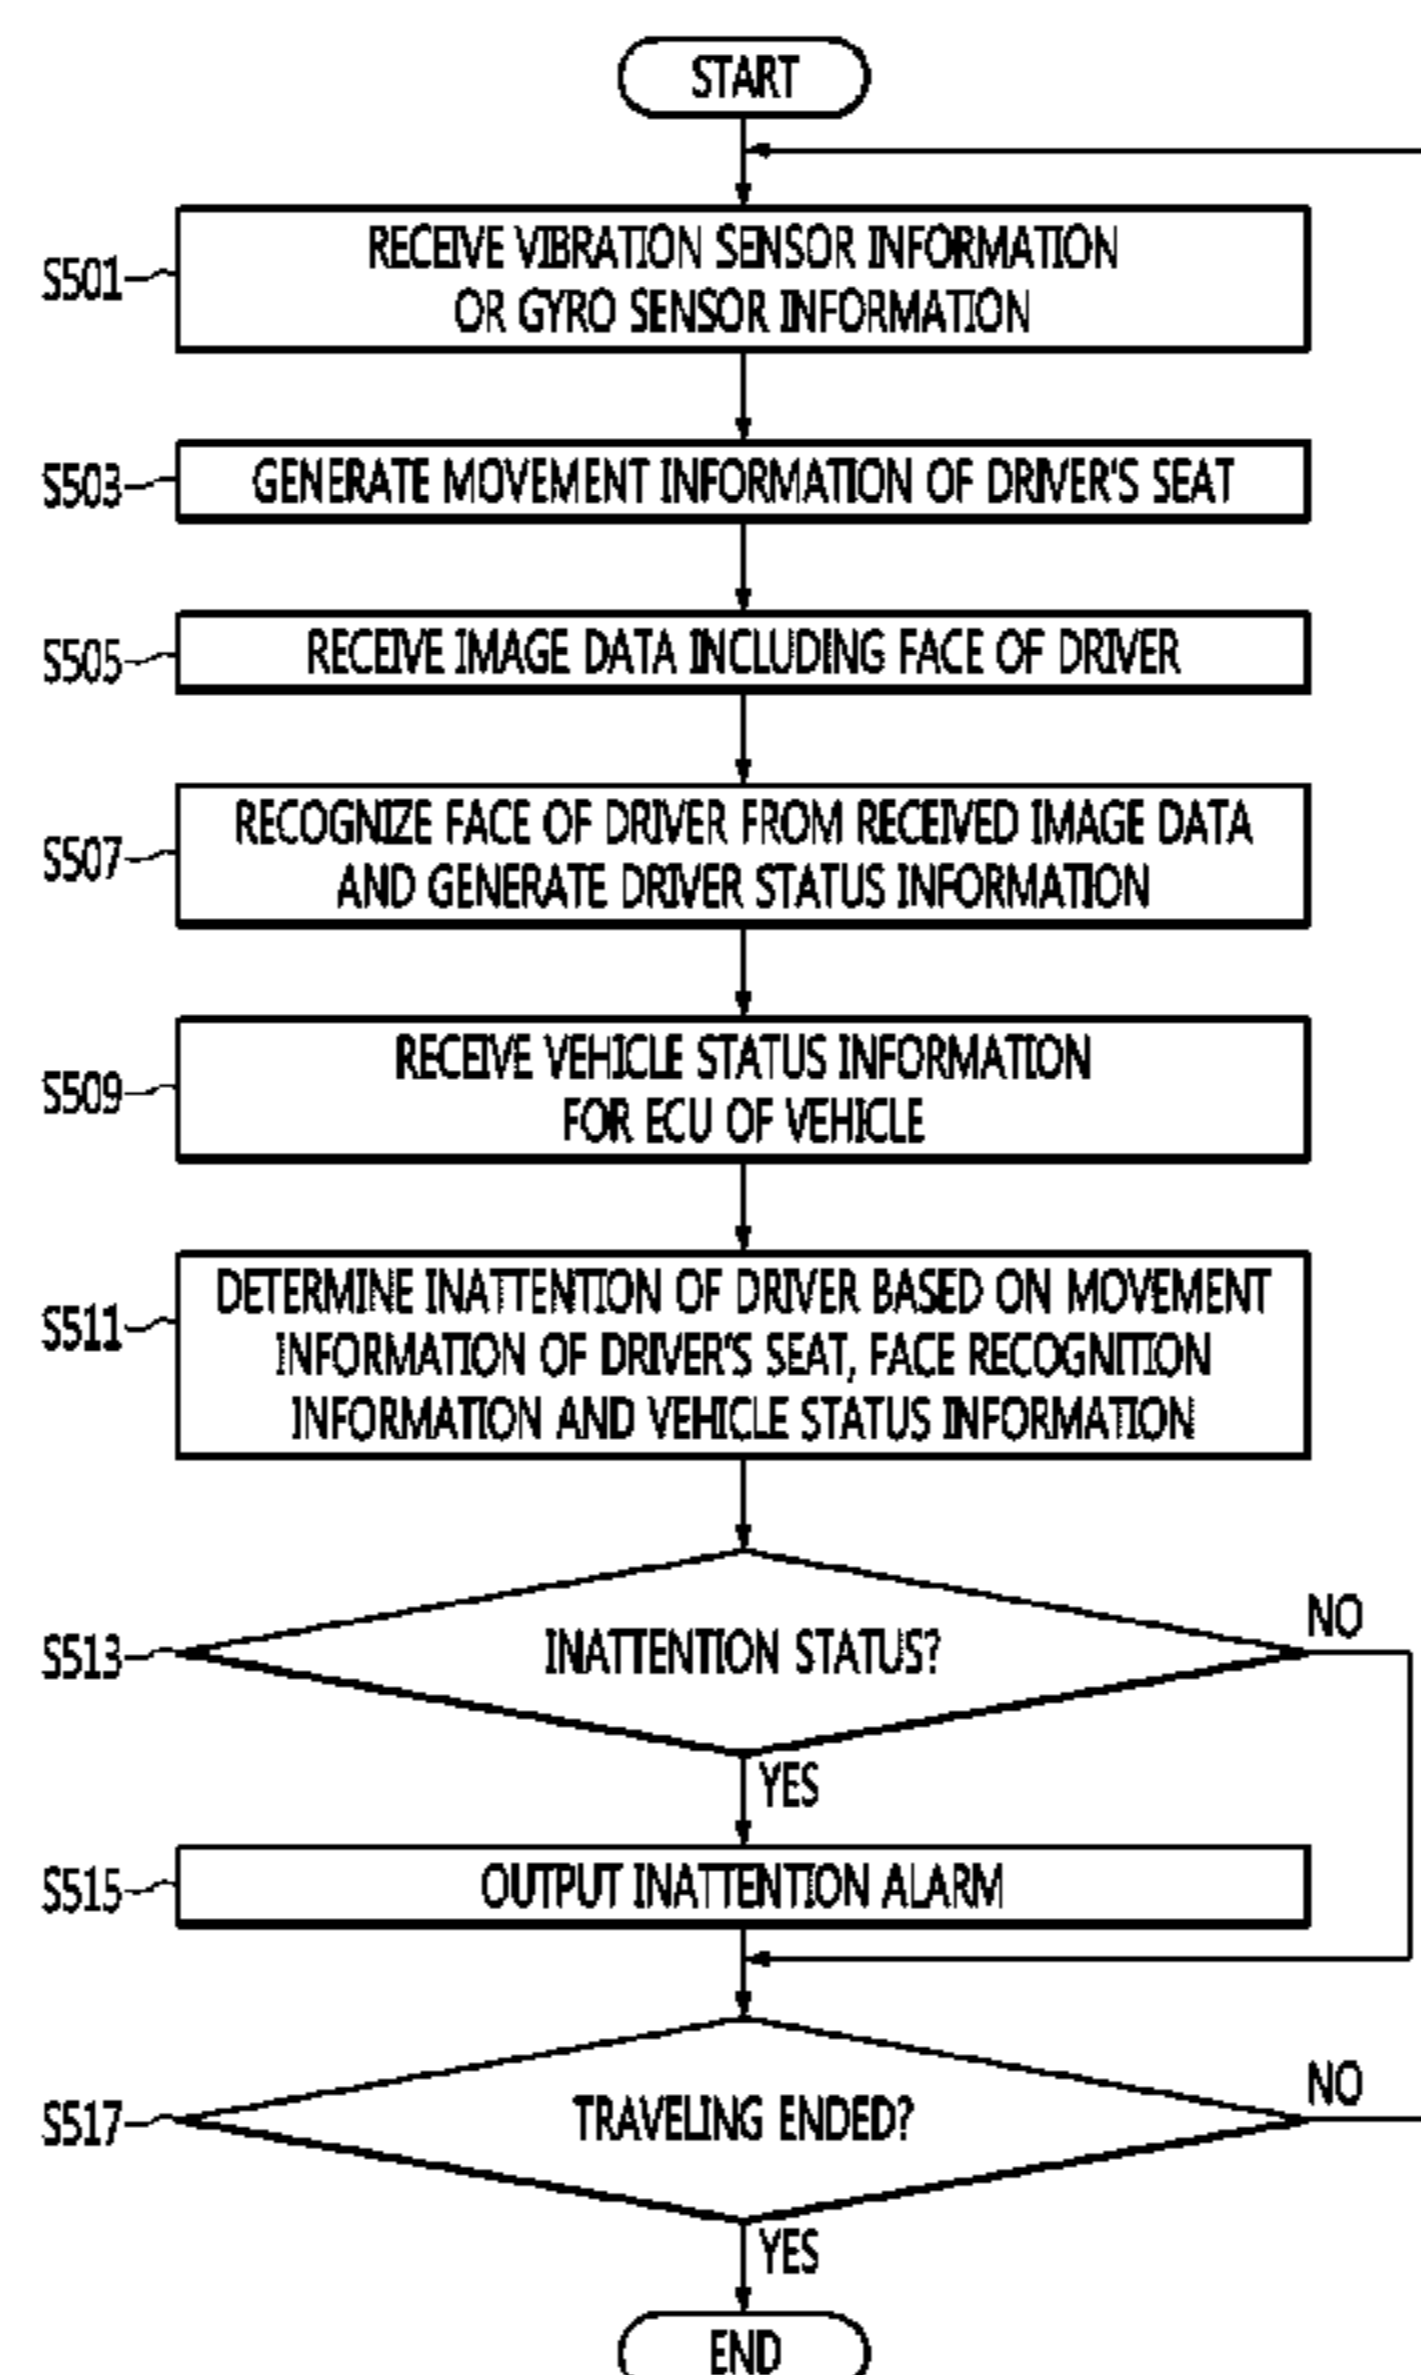 START
S501
RECEIVE VIBRATION SENSOR INFORMATION
OR GYRO SENSOR INFORMATION
S503
GENERATE MOVEMENT INFORMATION OF DRIVER'S SEAT
S505
RECEIVE IMAGE DATA INCLUDING FACE OF DRIVER
S507
RECOGNIZE FACE OF DRIVER FROM RECEIVED IMAGE DATA
AND GENERATE DRIVER STATUS INFORMATION
S509
RECEIVE VEHICLE STATUS INFORMATION
FOR ECU OF VEHICLE
S511
DETERMINE INATTENTION OF DRIVER BASED ON MOVEMENT
INFORMATION OF DRIVER'S SEAT, FACE RECOGNITION
INFORMATION AND VEHICLE STATUS INFORMATION
S513
INATTENTION STATUS?
NO
YES
S515
OUTPUT INATTENTION ALARM
S517
TRAVELING ENDED?
NO
YES
END